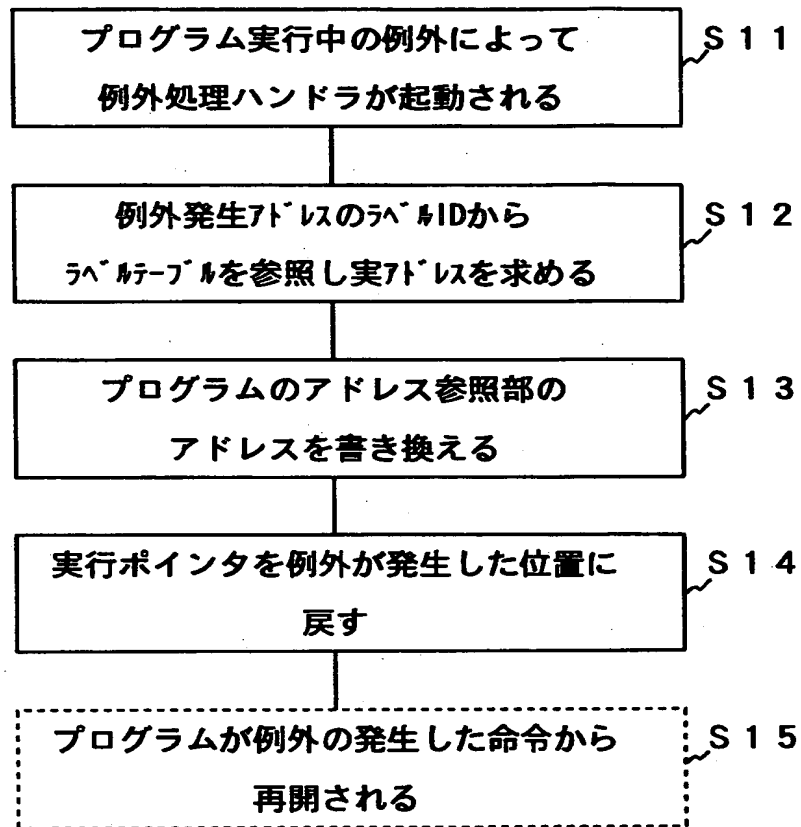 プログラム実行中の例外によって
例外処理ハンドラが起動される
S11
例外発生ｱﾄﾞﾚｽのﾗﾍﾞﾙIDから
ﾗﾍﾞﾙﾃｰﾌﾞﾙを参照し実ｱﾄﾞﾚｽを求める
S12
プログラムのアドレス参照部の
アドレスを書き換える
S13
実行ポインタを例外が発生した位置に
戻す
S14
プログラムが例外の発生した命令から
再開される
S15